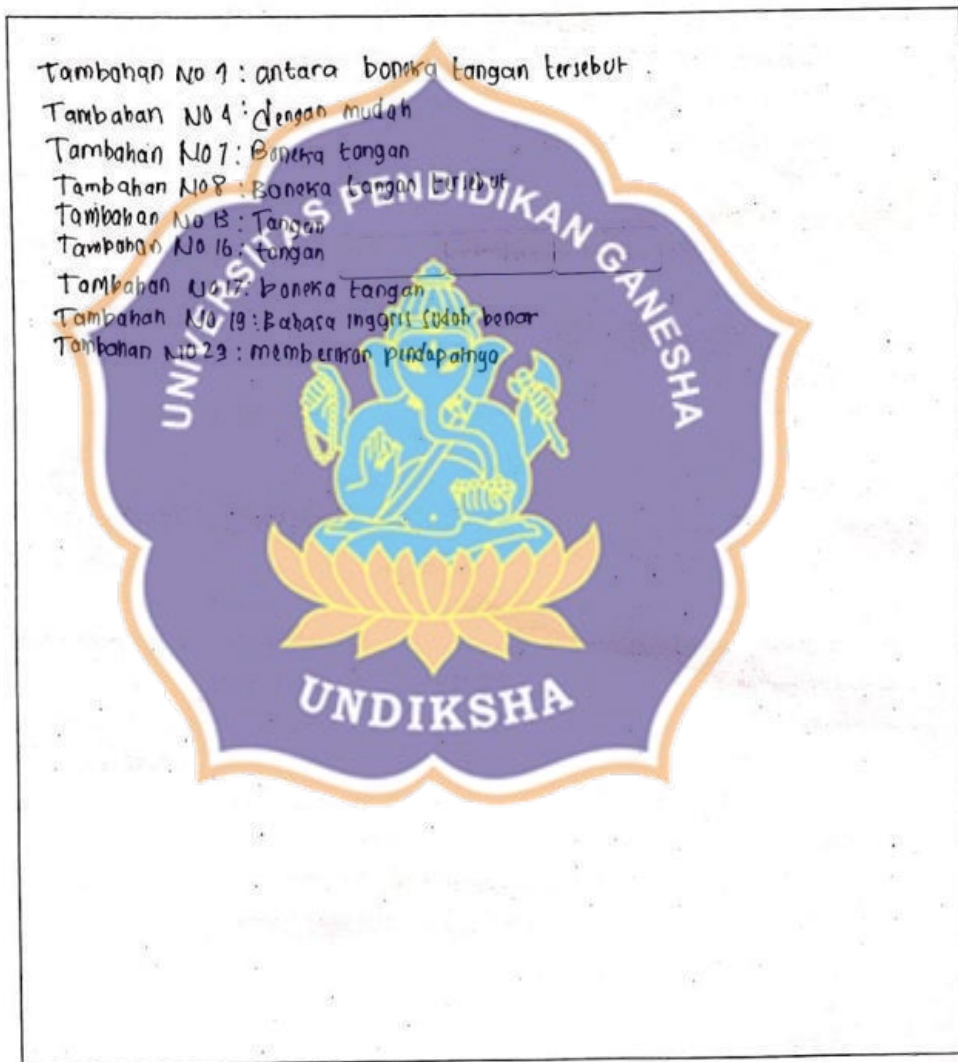 Tambahan No 1 : antara boneka tangan tersebut.
Tambahan No 4 : dengan mudah
Tambahan No 7 : Boneka tangan
Tambahan No 8 : Boneka tangan tersebut
Tambahan No 13 : Tangan
Tambahan No 16 : tangan
Tambahan No 17 : boneka tangan
Tambahan No 19 : Bahasa inggris sudah benar
Tambahan No 23 : memberikan pendapatnya
UNIVERSITAS PENDIDIKAN GANESHA
UNDIKSHA